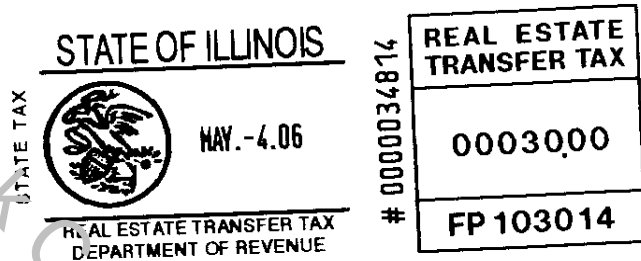 STATE OF ILLINOIS
STATE TAX
MAY.-4.06
REAL ESTATE TRANSFER TAX
DEPARTMENT OF REVENUE
# 0000034814
REAL ESTATE
TRANSFER TAX
0003000
FP 103014